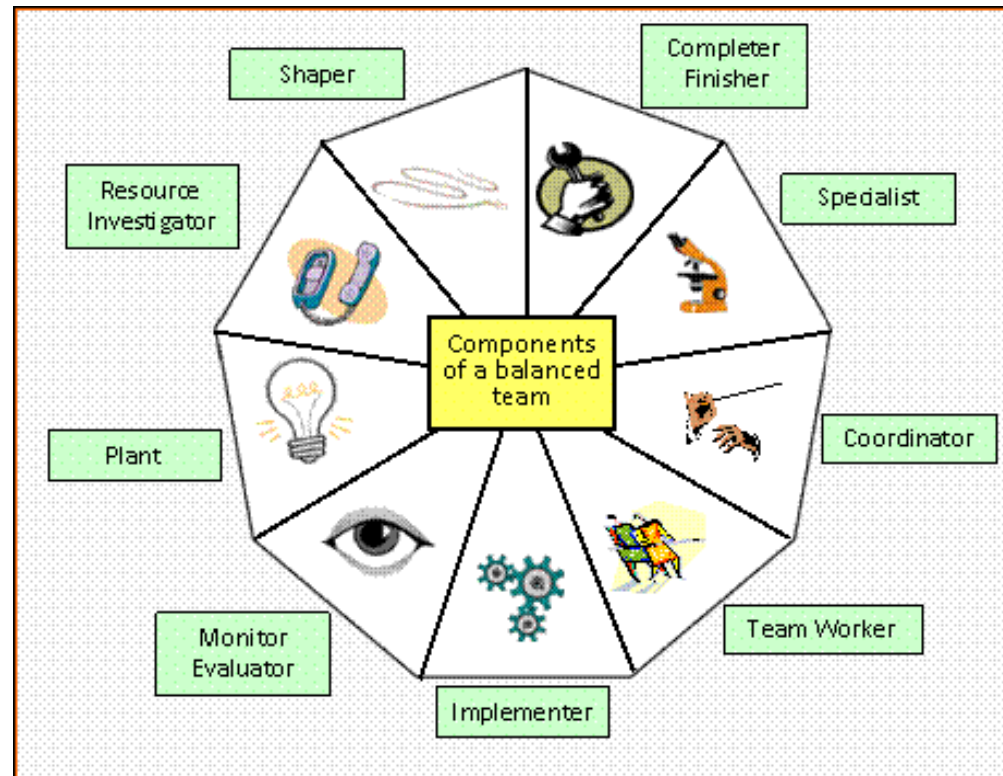 Completer
Finisher
Shaper
Resource
Investigator
Specialist
Components
of a balanced
team
Plant
Coordinator
Monitor
Evaluator
Team Worker
Implementer